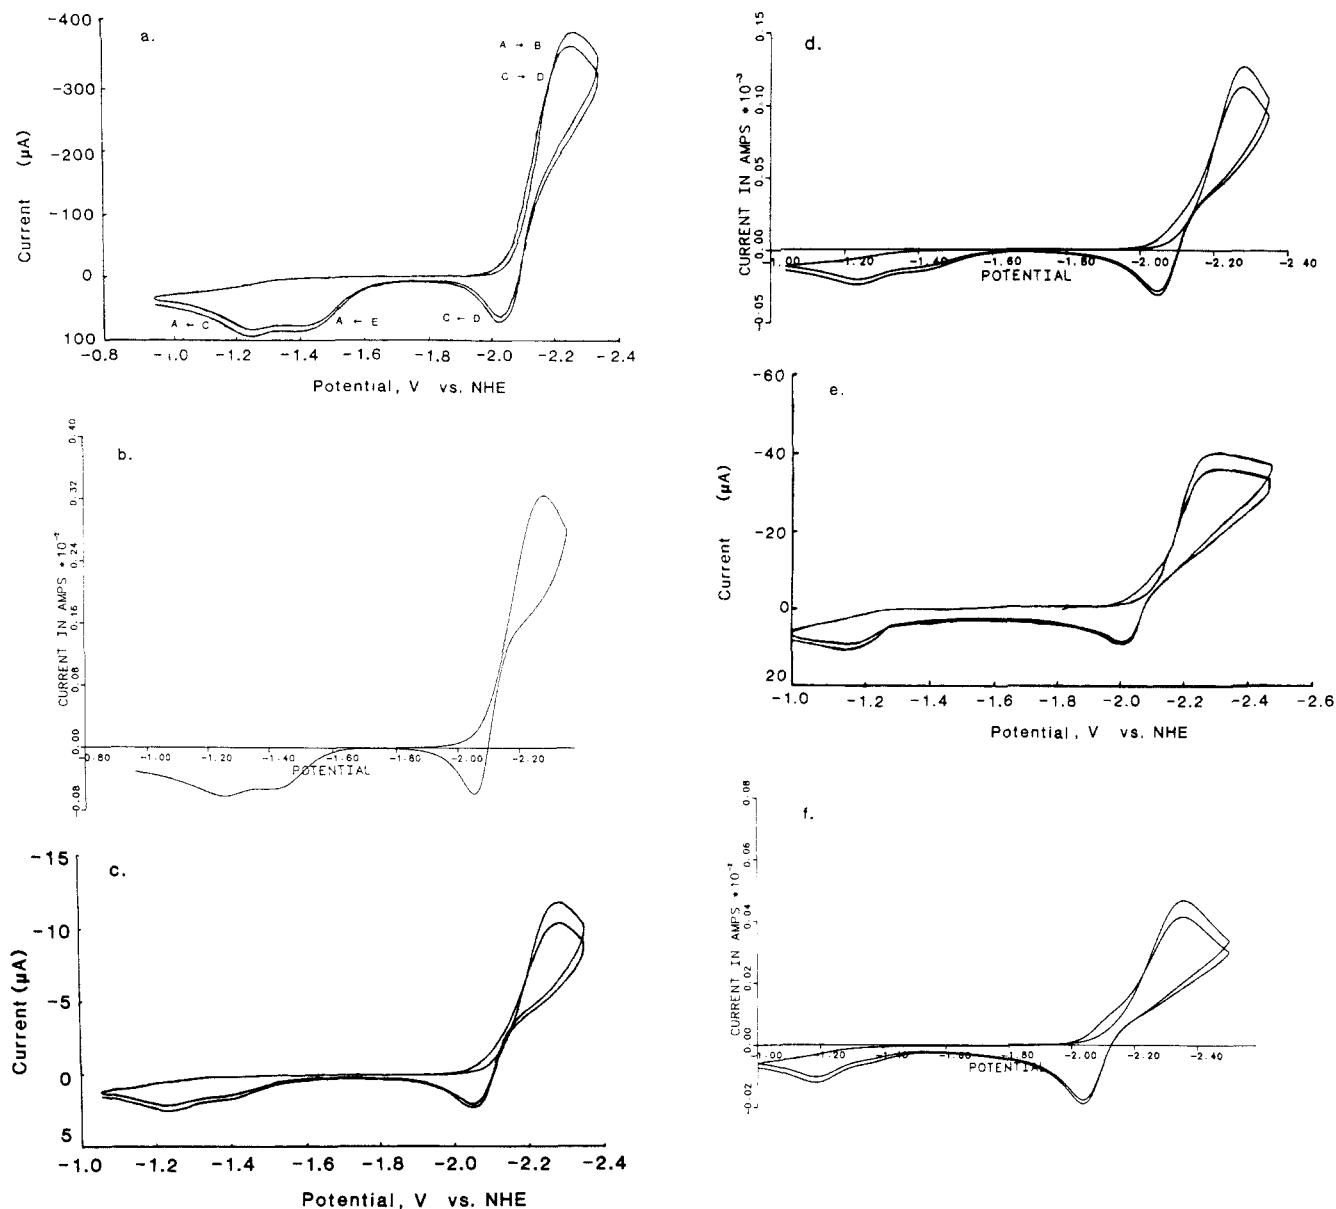 a.
-400
-300
-200
-100
0
100
Current (µA)
A → B
C → D
A ← C
A ← E
C ← D
-0.8 -1.0 -1.2 -1.4 -1.6 -1.8 -2.0 -2.2 -2.4
Potential, V vs. NHE
b.
0.40
0.32
0.24
0.16
0.08
0.00
-0.08
CURRENT IN AMPS *10⁻²
-0.80 -1.00 -1.20 -1.40 -1.60 -1.80 -2.00 -2.20
POTENTIAL
c.
-15
-10
-5
0
5
Current (µA)
-1.0 -1.2 -1.4 -1.6 -1.8 -2.0 -2.2 -2.4
Potential, V vs. NHE
d.
0.15
0.10
0.05
0.00
-0.05
CURRENT IN AMPS *10⁻²
-1.00 -1.20 -1.40 -1.60 -1.80 -2.00 -2.20 -2.40
POTENTIAL
e.
-60
-40
-20
0
20
Current (µA)
-1.0 -1.2 -1.4 -1.6 -1.8 -2.0 -2.2 -2.4 -2.6
Potential, V vs. NHE
f.
0.08
0.06
0.04
0.02
0.00
-0.02
CURRENT IN AMPS *10⁻²
-1.00 -1.20 -1.40 -1.60 -1.80 -2.00 -2.20 -2.40
POTENTIAL